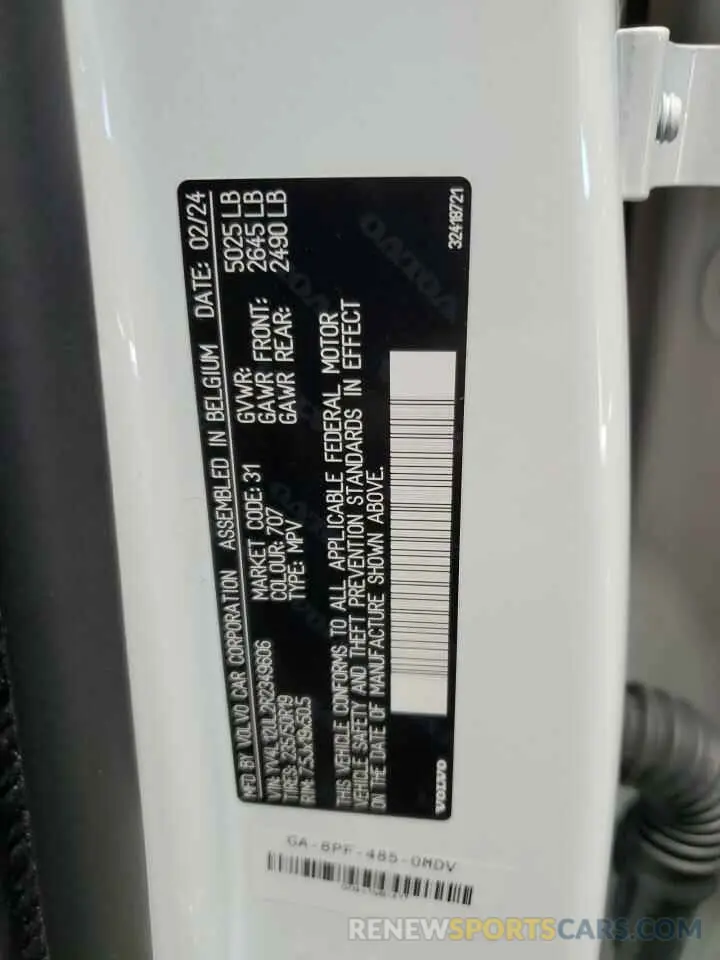 MFD BY VOLVO CAR CORPORATION ASSEMBLED IN BELGIUM DATE: 02/24
VIN: YV4L12UL2R2349606
TIRES: 235/50R19
RIM: 7.5Jx19x50.5
MARKET CODE: 31
COLOUR: 707
TYPE: MPV
GVWR: 5025 LB
GAWR FRONT: 2645 LB
GAWR REAR: 2490 LB
THIS VEHICLE CONFORMS TO ALL APPLICABLE FEDERAL MOTOR
VEHICLE SAFETY AND THEFT PREVENTION STANDARDS IN EFFECT
ON THE DATE OF MANUFACTURE SHOWN ABOVE.
VOLVO
32418721
GA-6PF-485-0MDV
RENEWSPORTSCARS.COM